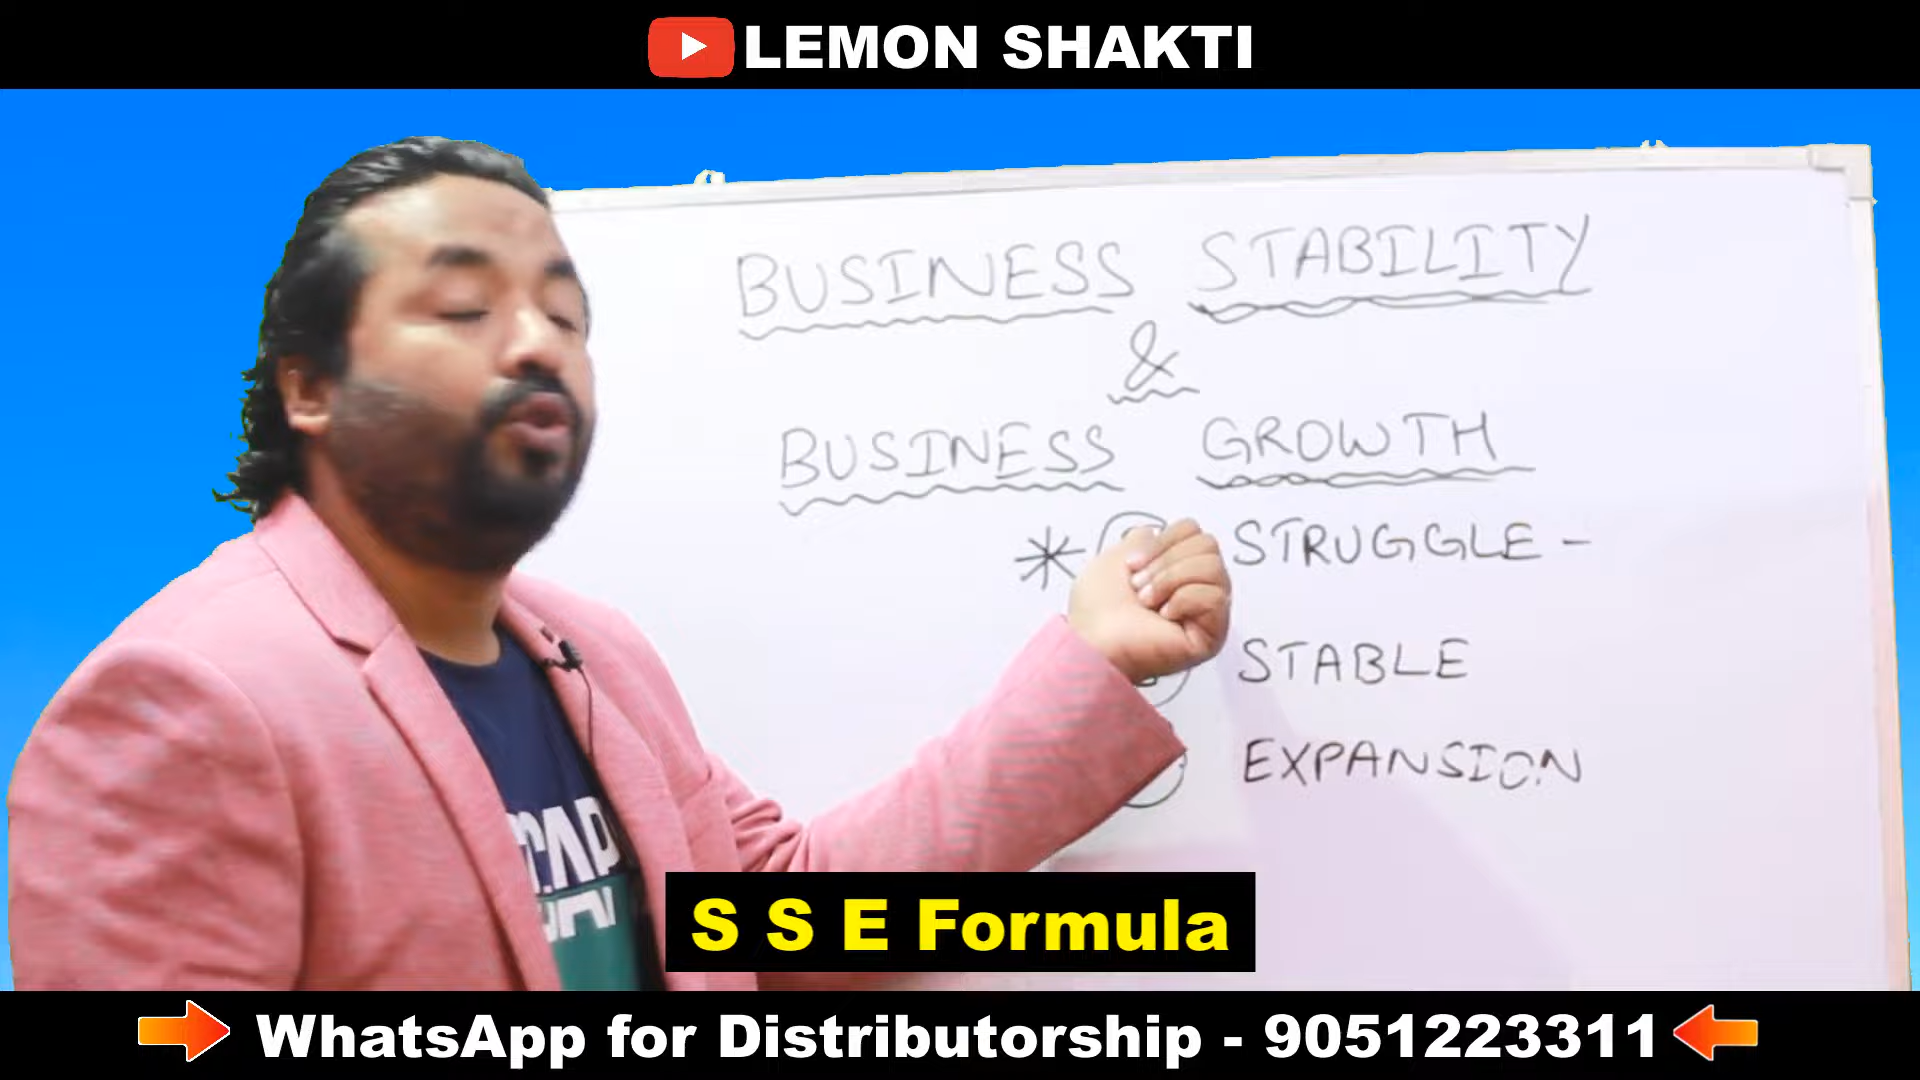 LEMON SHAKTI
BUSINESS STABILITY
&
BUSINESS GROWTH
* STRUGGLE -
STABLE
EXPANSION
S S E Formula
WhatsApp for Distributorship - 9051223311